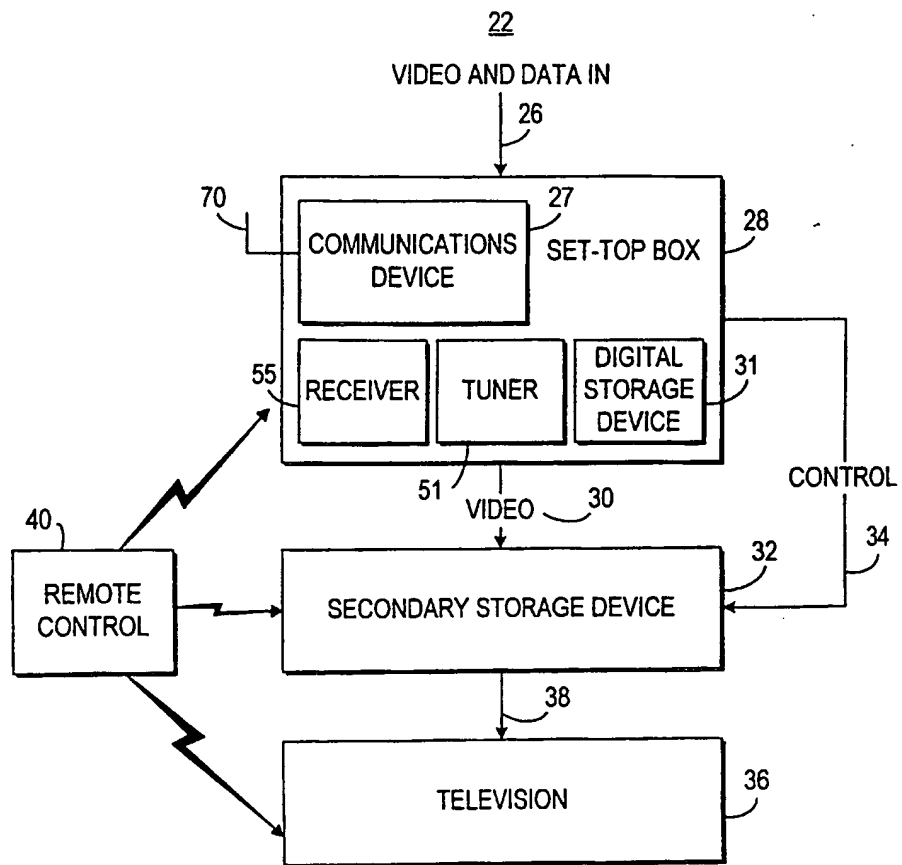 22
VIDEO AND DATA IN
26
70
27
28
COMMUNICATIONS
DEVICE
SET-TOP BOX
55
RECEIVER
TUNER
DIGITAL
STORAGE
DEVICE
31
51
VIDEO
30
CONTROL
40
32
34
REMOTE
CONTROL
SECONDARY STORAGE DEVICE
38
TELEVISION
36